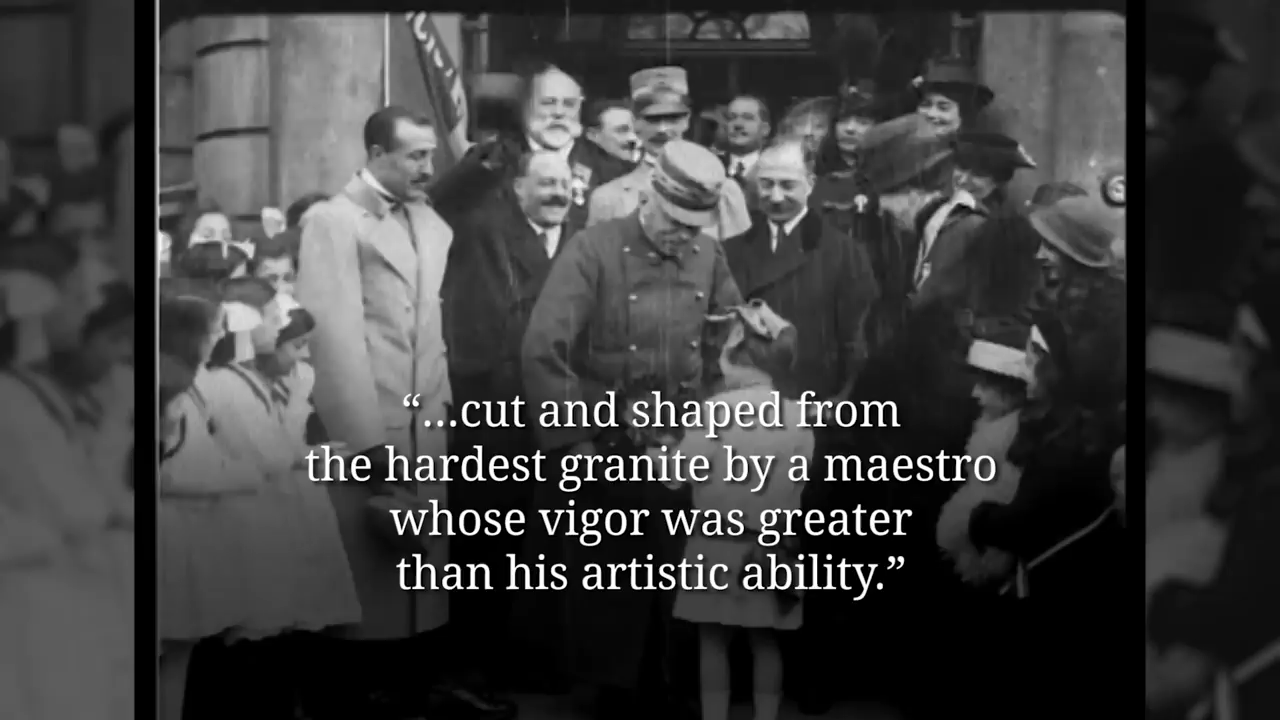 “...cut and shaped from
the hardest granite by a maestro
whose vigor was greater
than his artistic ability.”